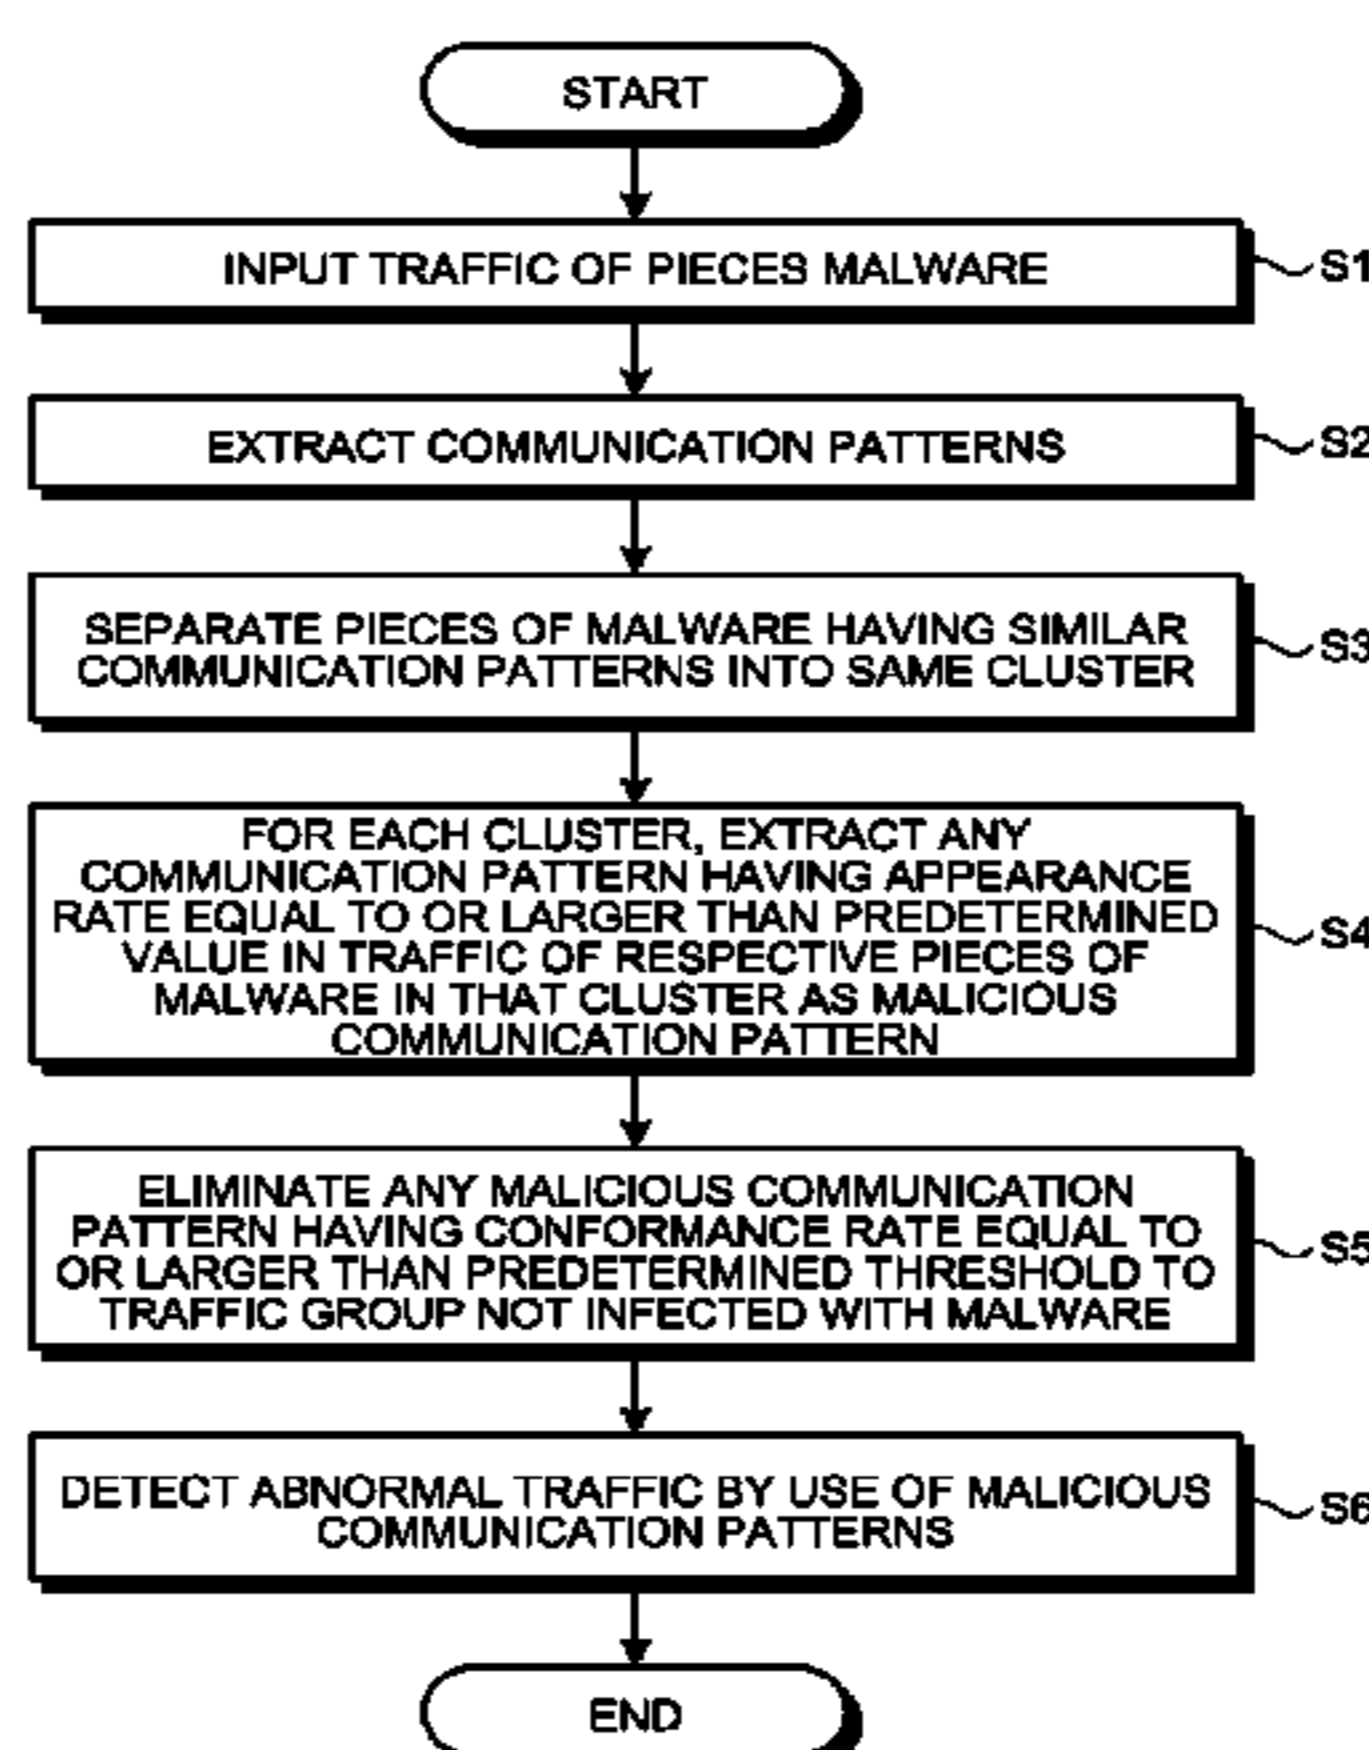 START
INPUT TRAFFIC OF PIECES MALWARE
S1
EXTRACT COMMUNICATION PATTERNS
S2
SEPARATE PIECES OF MALWARE HAVING SIMILAR
COMMUNICATION PATTERNS INTO SAME CLUSTER
S3
FOR EACH CLUSTER, EXTRACT ANY
COMMUNICATION PATTERN HAVING APPEARANCE
RATE EQUAL TO OR LARGER THAN PREDETERMINED
VALUE IN TRAFFIC OF RESPECTIVE PIECES OF
MALWARE IN THAT CLUSTER AS MALICIOUS
COMMUNICATION PATTERN
S4
ELIMINATE ANY MALICIOUS COMMUNICATION
PATTERN HAVING CONFORMANCE RATE EQUAL TO
OR LARGER THAN PREDETERMINED THRESHOLD TO
TRAFFIC GROUP NOT INFECTED WITH MALWARE
S5
DETECT ABNORMAL TRAFFIC BY USE OF MALICIOUS
COMMUNICATION PATTERNS
S6
END